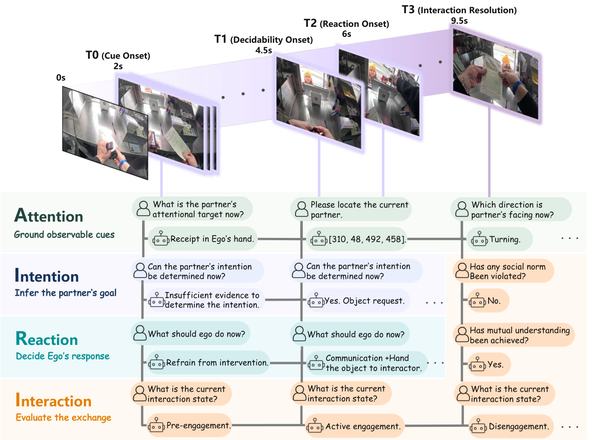 T3 (Interaction Resolution)
9.5s
T2 (Reaction Onset)
6s
T1 (Decidability Onset)
4.5s
T0 (Cue Onset)
2s
0s
Attention
Ground observable cues
What is the partner's
attentional target now?
Receipt in Ego's hand.
Please locate the current
partner.
[310, 48, 492, 458].
Which direction is
partner's facing now?
Turning.
. . .
Intention
Infer the partner's goal
Can the partner's intention
be determined now?
Insufficient evidence to
determine the intention.
Can the partner's intention
be determined now?
Yes. Object request.
. . .
Has any social norm
Been violated?
No.
Reaction
Decide Ego's response
What should ego do now?
Refrain from intervention.
What should ego do now?
Communication +Hand
the object to interactor.
. . .
Has mutual understanding
been achieved?
Yes.
Interaction
Evaluate the exchange
What is the current
interaction state?
Pre-engagement.
What is the current
interaction state?
Active engagement.
What is the current
interaction state?
Disengagement.
. . .